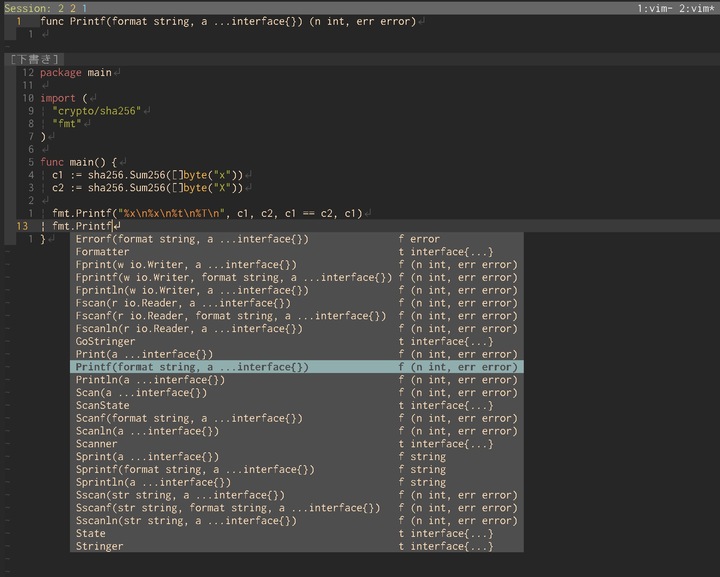 Session: 2 2 1 1:vim- 2:vim*
1 func Printf(format string, a ...interface{}) (n int, err error)
1
[下書き]
12 package main
11
10 import (
9 "crypto/sha256"
8 "fmt"
7 )
6
5 func main() {
4 c1 := sha256.Sum256([]byte("x"))
3 c2 := sha256.Sum256([]byte("X"))
2
1 fmt.Printf("%x\n%x\n%t\n%T\n", c1, c2, c1 == c2, c1)
13 fmt.Printf
1 }
Errorf(format string, a ...interface{}) f error
Formatter t interface{...}
Fprint(w io.Writer, a ...interface{}) f (n int, err error)
Fprintf(w io.Writer, format string, a ...interface{}) f (n int, err error)
Fprintln(w io.Writer, a ...interface{}) f (n int, err error)
Fscan(r io.Reader, a ...interface{}) f (n int, err error)
Fscanf(r io.Reader, format string, a ...interface{}) f (n int, err error)
Fscanln(r io.Reader, a ...interface{}) f (n int, err error)
GoStringer t interface{...}
Print(a ...interface{}) f (n int, err error)
Printf(format string, a ...interface{}) f (n int, err error)
Println(a ...interface{}) f (n int, err error)
Scan(a ...interface{}) f (n int, err error)
ScanState t interface{...}
Scanf(format string, a ...interface{}) f (n int, err error)
Scanln(a ...interface{}) f (n int, err error)
Scanner t interface{...}
Sprint(a ...interface{}) f string
Sprintf(format string, a ...interface{}) f string
Sprintln(a ...interface{}) f string
Sscan(str string, a ...interface{}) f (n int, err error)
Sscanf(str string, format string, a ...interface{}) f (n int, err error)
Sscanln(str string, a ...interface{}) f (n int, err error)
State t interface{...}
Stringer t interface{...}